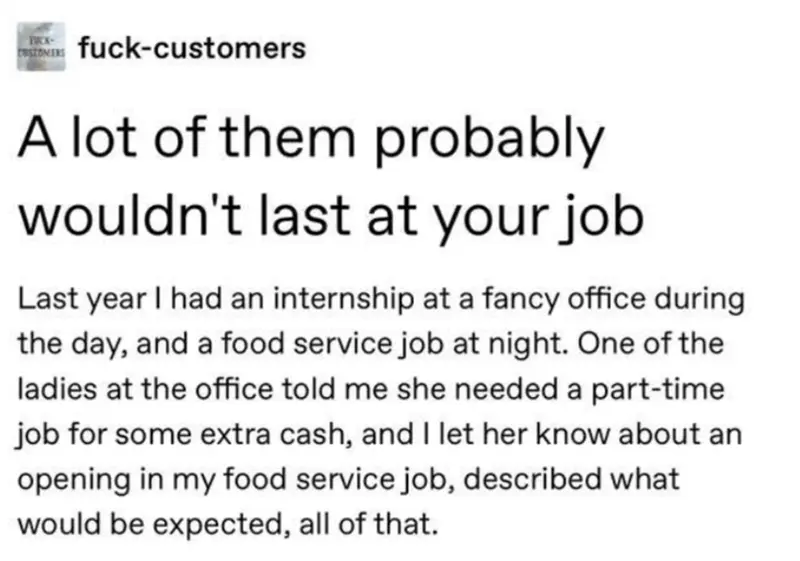 FUCK-
CUSTOMERS
fuck-customers
A lot of them probably
wouldn't last at your job
Last year I had an internship at a fancy office during
the day, and a food service job at night. One of the
ladies at the office told me she needed a part-time
job for some extra cash, and I let her know about an
opening in my food service job, described what
would be expected, all of that.